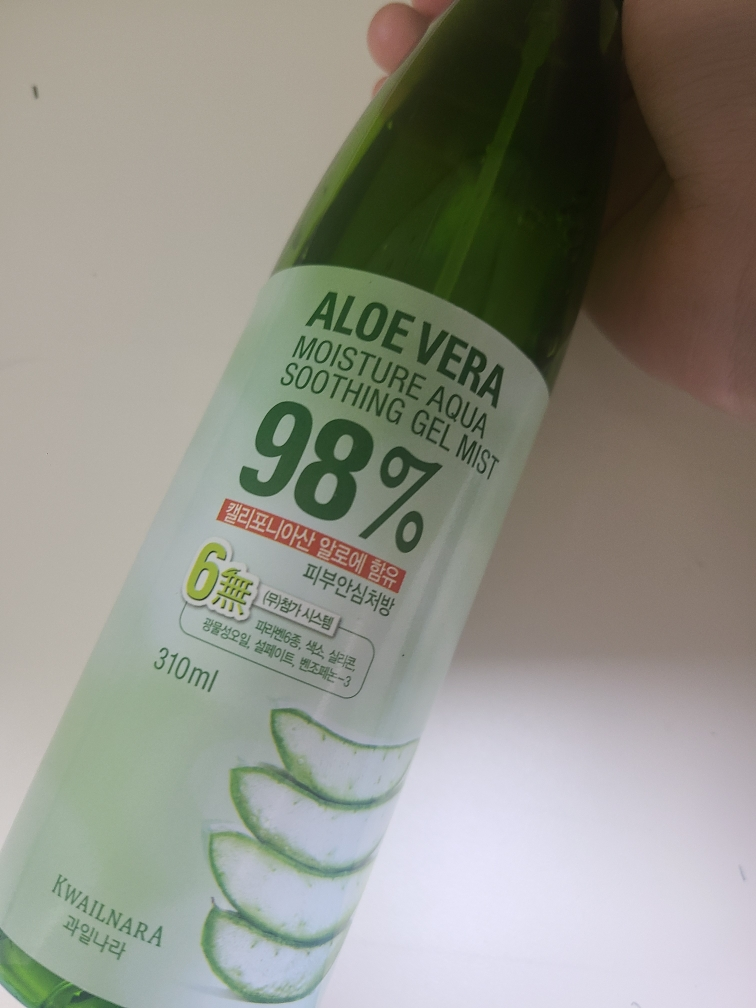 ALOE VERA
MOISTURE AQUA
SOOTHING GEL MIST
98%
캘리포니아산 알로에 함유
피부안심처방
6無 (무)첨가 시스템
파라벤6종, 색소, 실리콘,
광물성오일, 설페이트, 벤조페논-3
310ml
KWAILNARA
과일나라